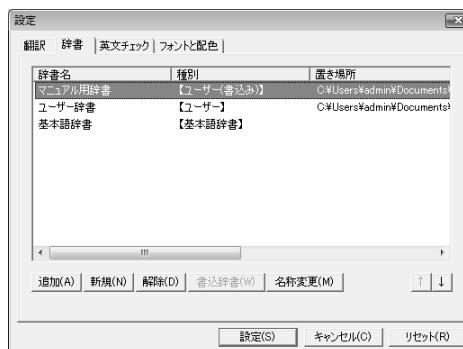 設定
翻訳 辞書 英文チェック フォントと配色
辞書名 種別 置き場所
マニュアル用辞書 【ユーザー(書込み)】 C:¥Users¥admin¥Documents¥
ユーザー辞書 【ユーザー】 C:¥Users¥admin¥Documents¥
基本語辞書 【基本語辞書】
追加(A) 新規(N) 解除(D) 書込辞書(W) 名称変更(M) ↑ ↓
設定(S) キャンセル(C) リセット(R)